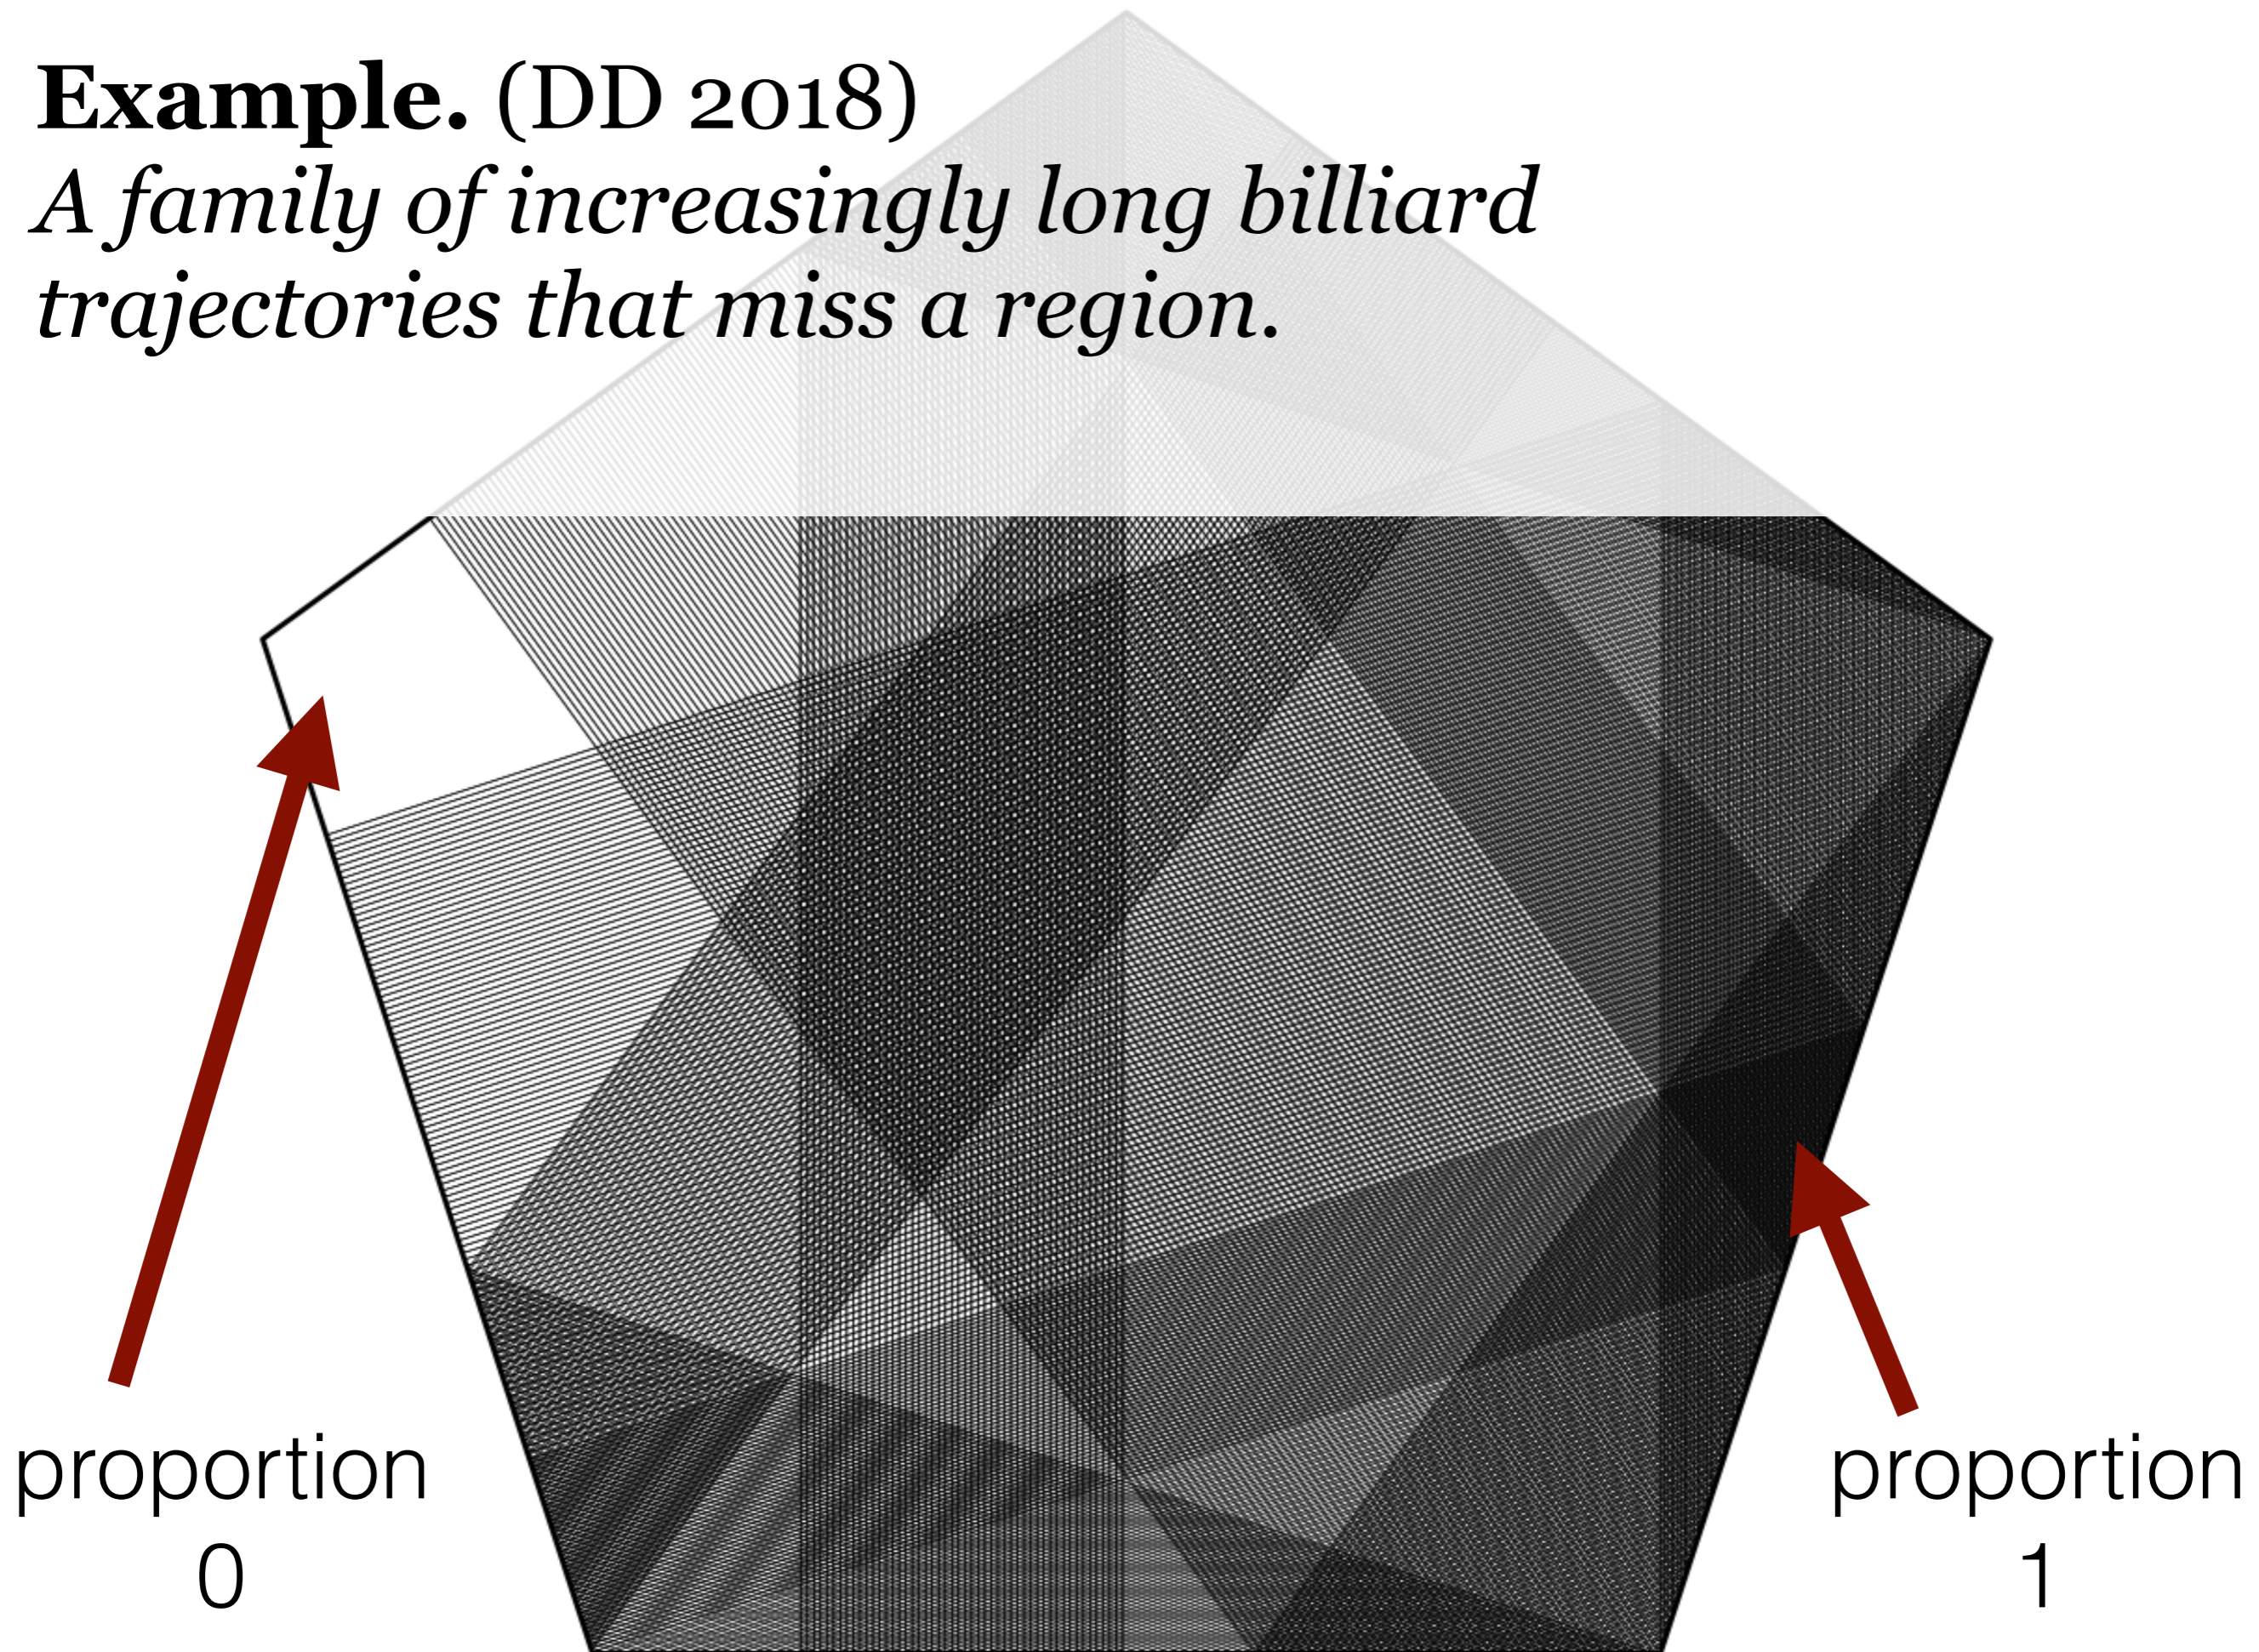 Example. (DD 2018)
A family of increasingly long billiard
trajectories that miss a region.
proportion
0
proportion
1